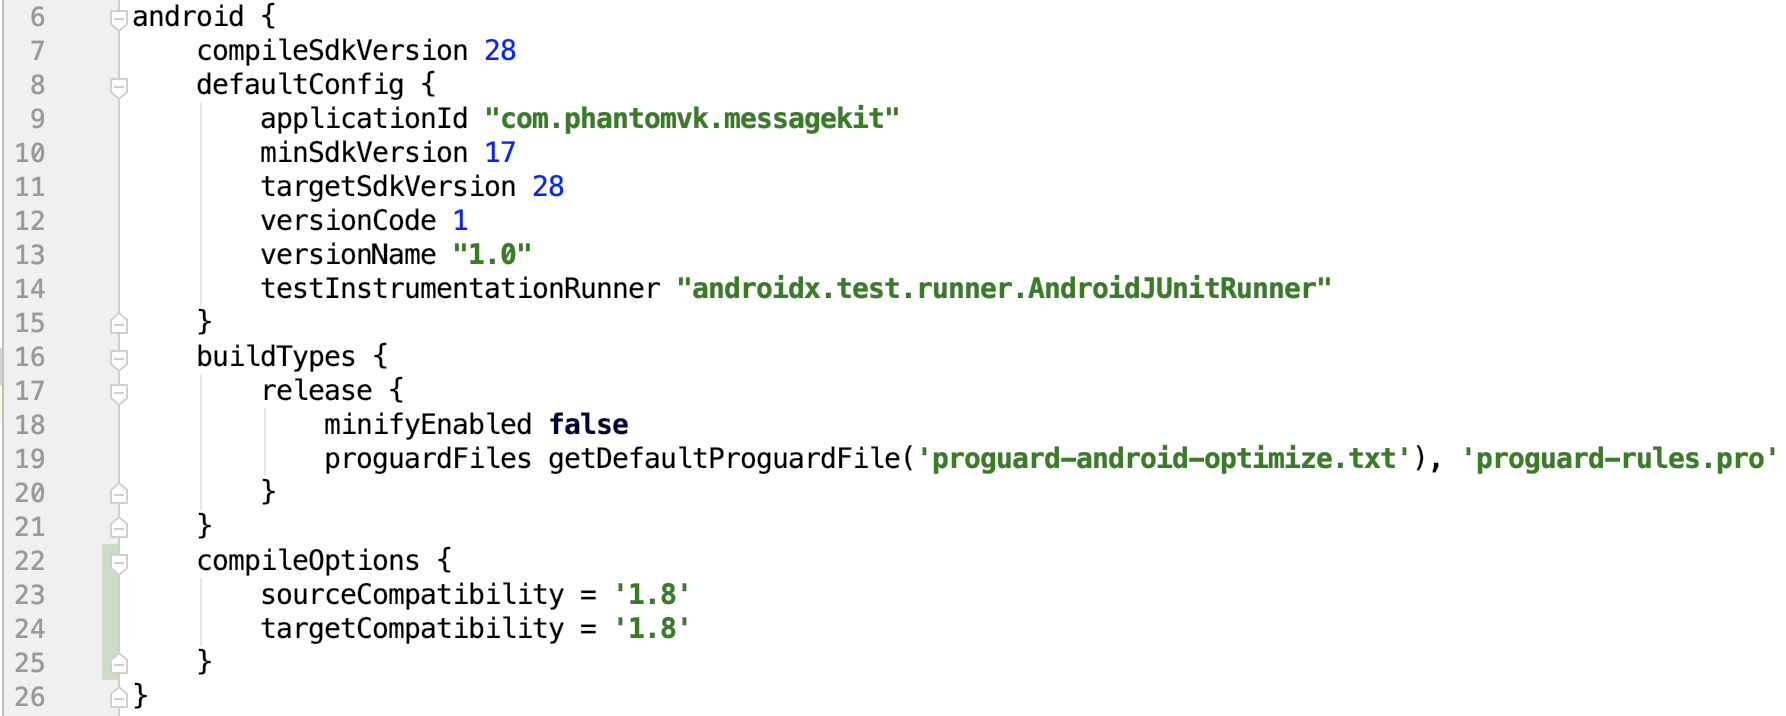 6 android {
7     compileSdkVersion 28
8     defaultConfig {
9         applicationId "com.phantomvk.messagekit"
10         minSdkVersion 17
11         targetSdkVersion 28
12         versionCode 1
13         versionName "1.0"
14         testInstrumentationRunner "androidx.test.runner.AndroidJUnitRunner"
15     }
16     buildTypes {
17         release {
18             minifyEnabled false
19             proguardFiles getDefaultProguardFile('proguard-android-optimize.txt'), 'proguard-rules.pro'
20         }
21     }
22     compileOptions {
23         sourceCompatibility = '1.8'
24         targetCompatibility = '1.8'
25     }
26 }